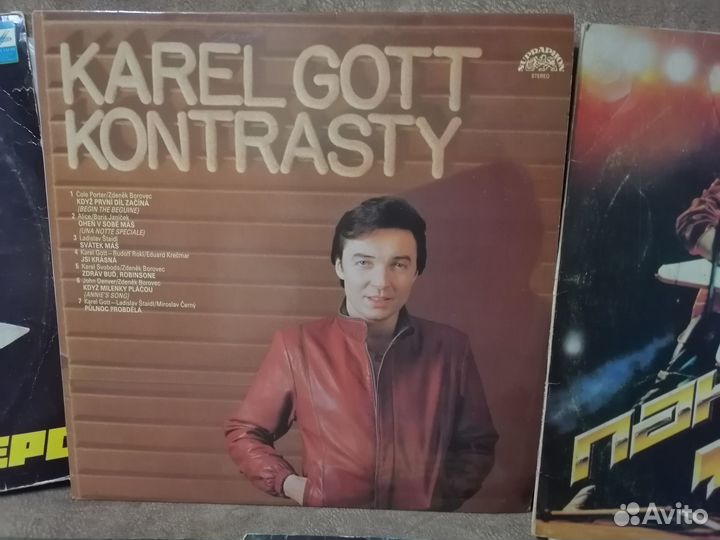 KAREL GOTT
KONTRASTY
SUPRAPHON
STEREO
1 Cole Porter/Zdeněk Borovec
KDYŽ PRVNÍ DÍL ZAČÍNÁ
(BEGIN THE BEGUINE)
2 Alice/Boris Janíček
OHEŇ V SOBĚ MÁŠ
(UNA NOTTE SPECIALE)
3 Ladislav Štaidl
SVÁTEK MÁŠ
4 Karel Gott – Rudolf Rokl/Eduard Krečmar
JSI KRÁSNÁ
5 Karel Svoboda/Zdeněk Borovec
ZDRÁV BUĎ, ROBINSONE
6 John Denver/Zdeněk Borovec
KDYŽ MILENKY PLÁČOU
(ANNIE'S SONG)
7 Karel Gott – Ladislav Štaidl/Miroslav Černý
PŮLNOC PROBDĚLÁ
ЕРС
ПАН
Avito